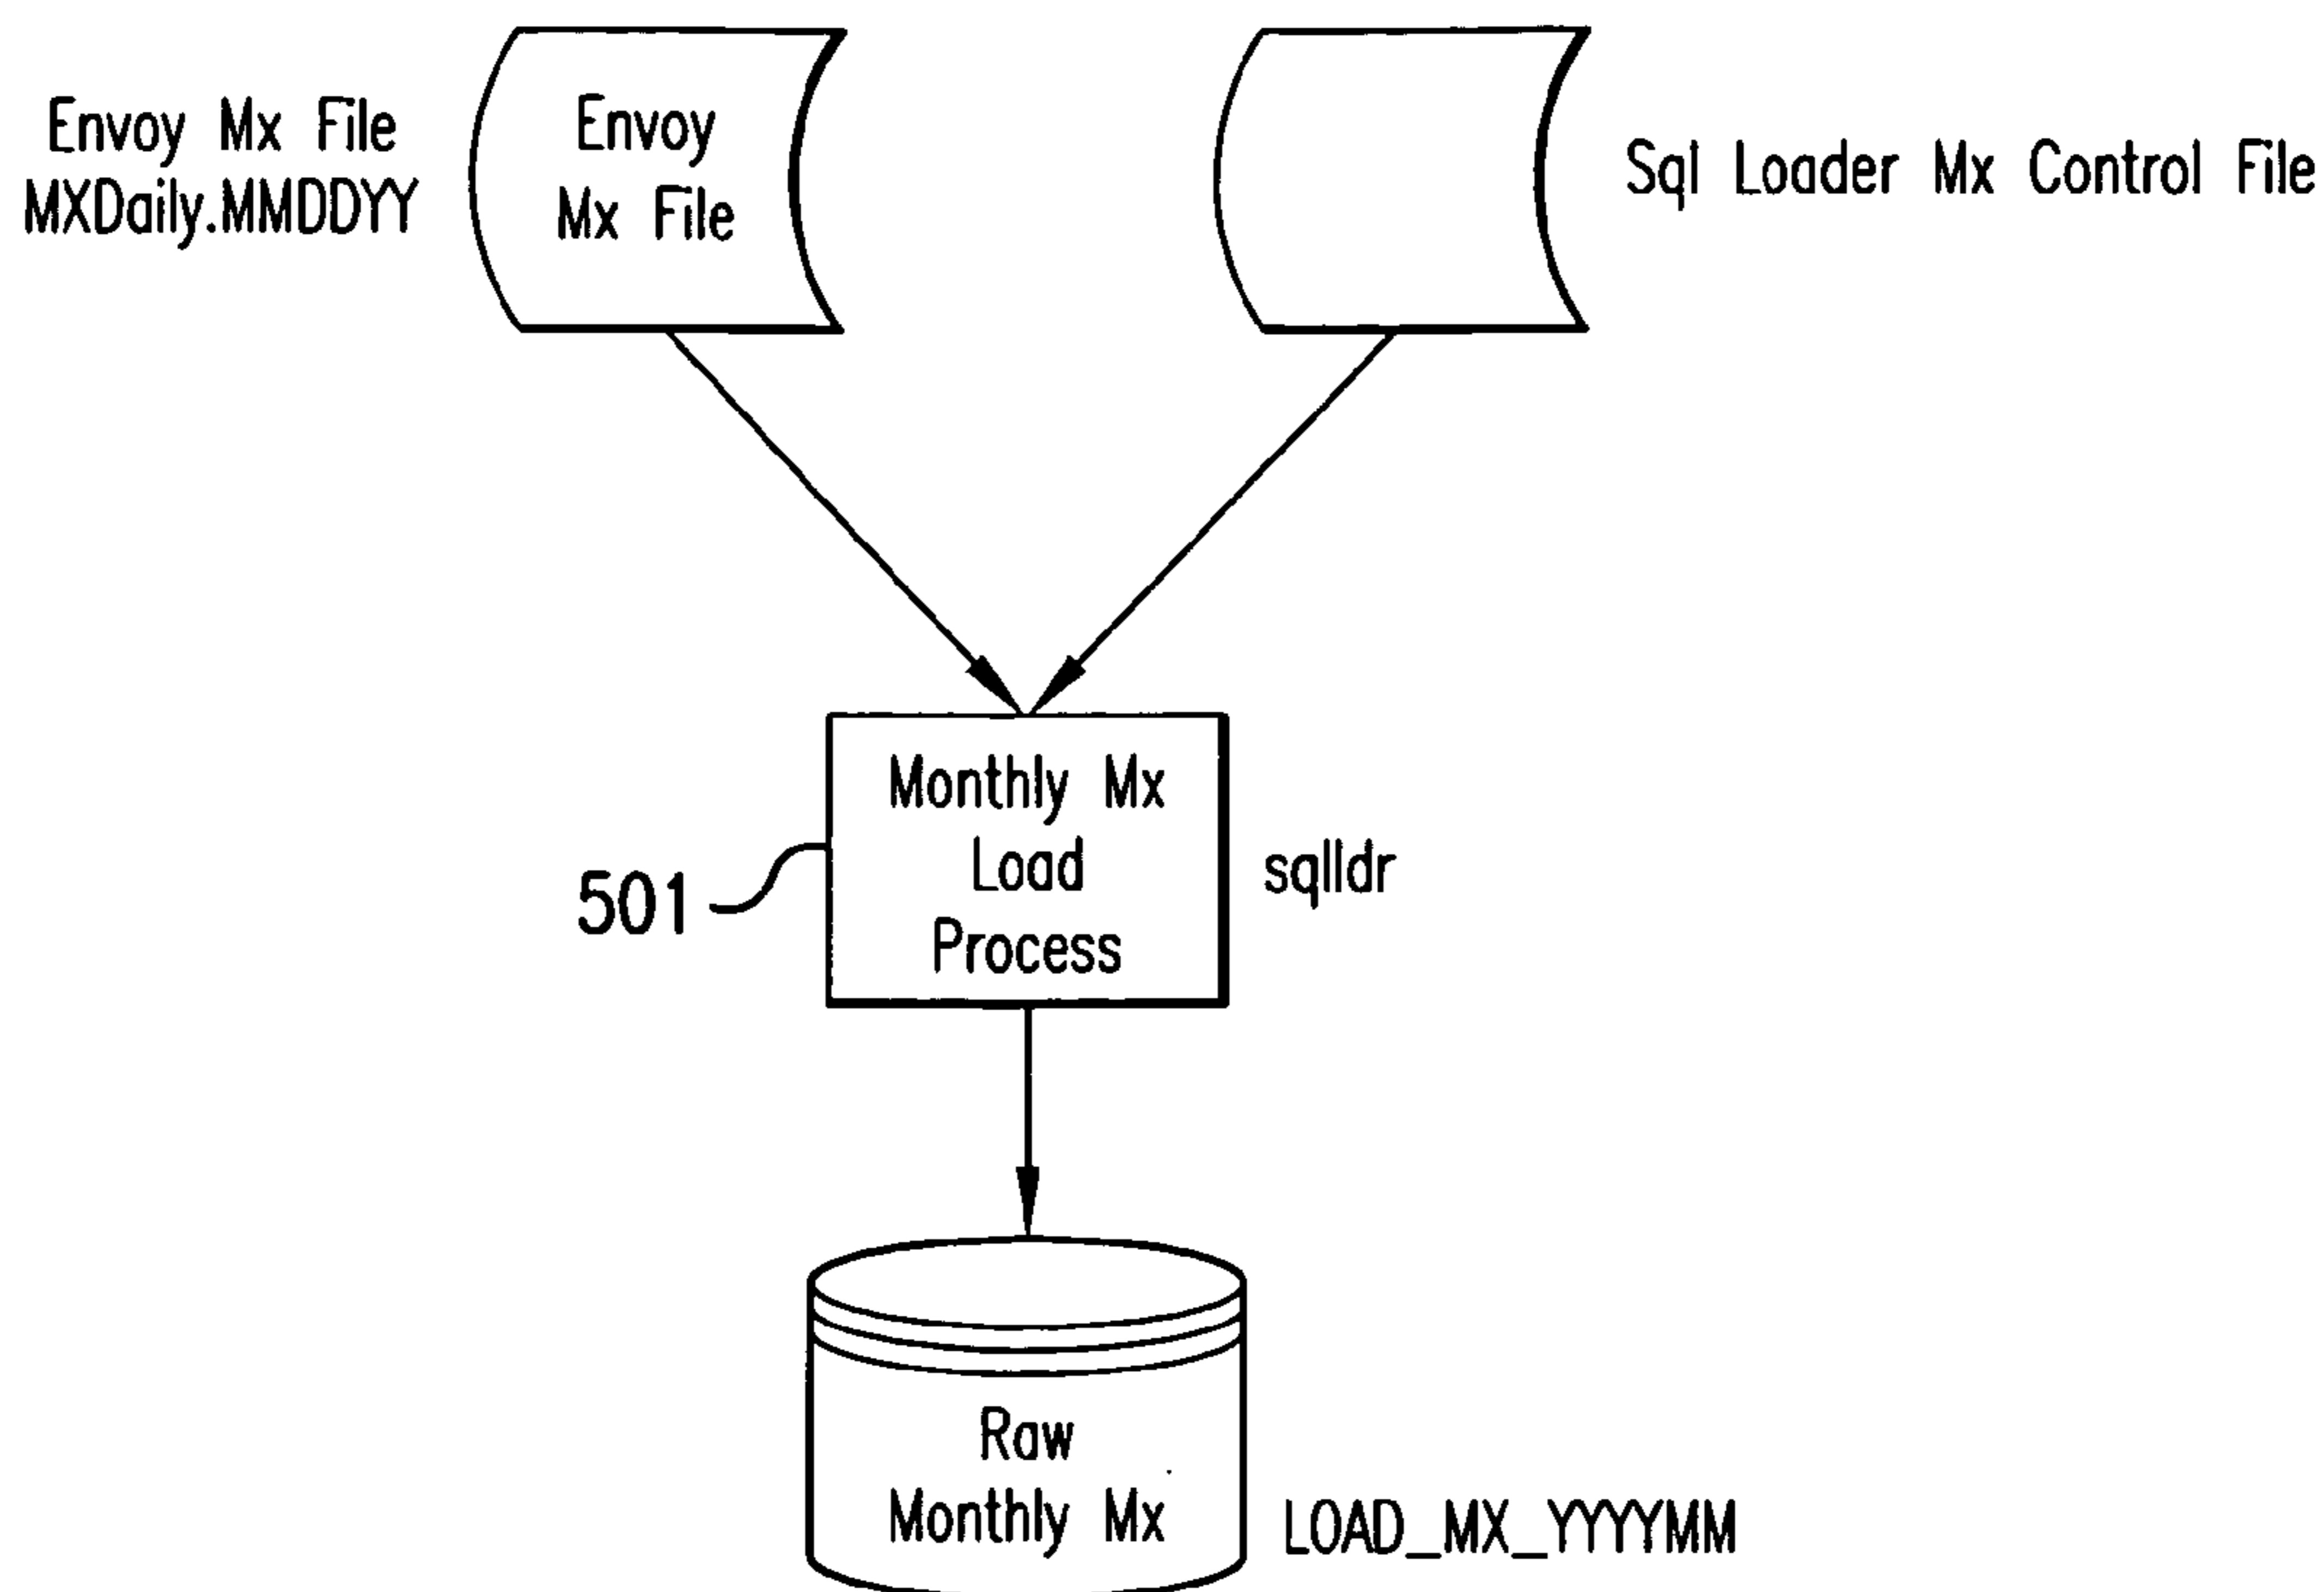 Envoy Mx File
MXDaily.MMDDYY
Envoy
Mx File
Sql Loader Mx Control File
Monthly Mx
Load
Process
501
sqlldr
Raw
Monthly Mx
LOAD_MX_YYYYMM